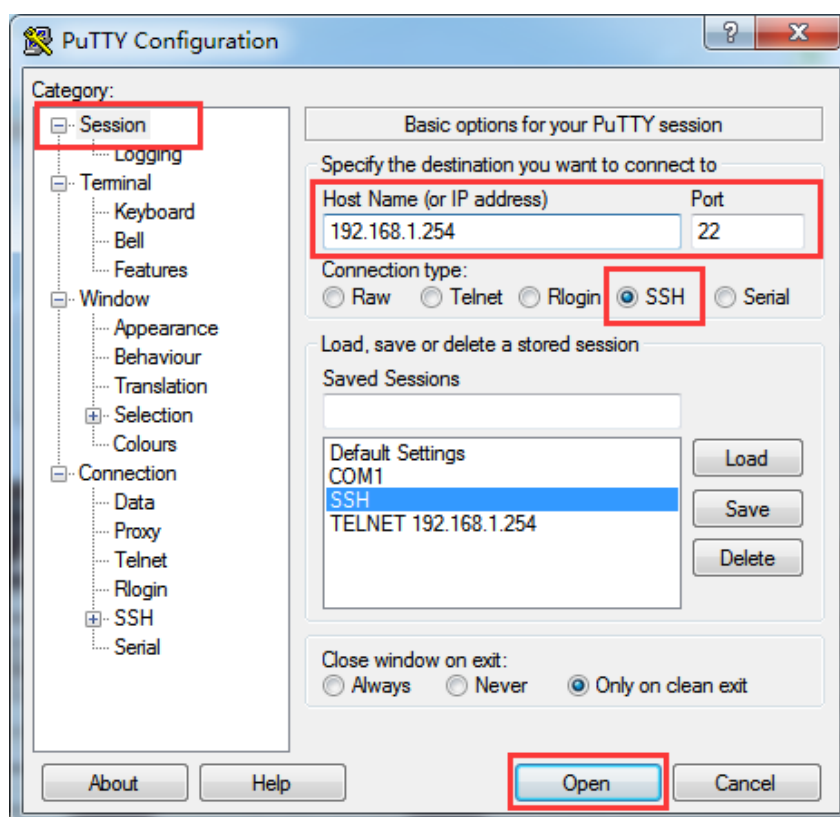 PuTTY Configuration
Category:
Session
Logging
Terminal
Keyboard
Bell
Features
Window
Appearance
Behaviour
Translation
Selection
Colours
Connection
Data
Proxy
Telnet
Rlogin
SSH
Serial
Basic options for your PuTTY session
Specify the destination you want to connect to
Host Name (or IP address) Port
192.168.1.254 22
Connection type:
Raw Telnet Rlogin SSH Serial
Load, save or delete a stored session
Saved Sessions
Default Settings
COM1
SSH
TELNET 192.168.1.254
Load
Save
Delete
Close window on exit:
Always Never Only on clean exit
About Help Open Cancel